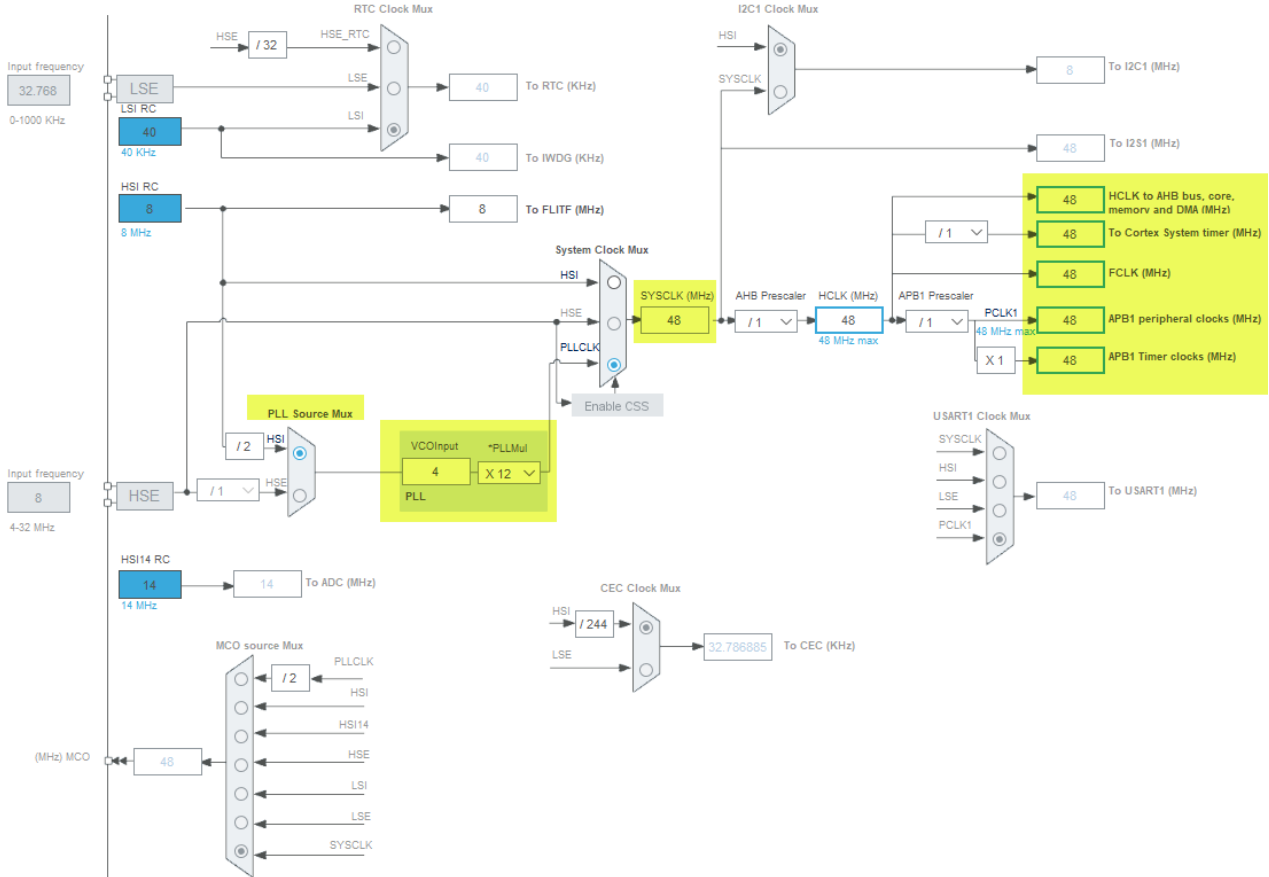 RTC Clock Mux
I2C1 Clock Mux
HSE
/ 32
HSE_RTC
HSI
Input frequency
32.768
0-1000 KHz
LSE
LSE
40
To RTC (KHz)
SYSCLK
8
To I2C1 (MHz)
LSI RC
40
40 KHz
LSI
40
To IWDG (KHz)
48
To I2S1 (MHz)
HSI RC
8
8 MHz
8
To FLITF (MHz)
48
HCLK to AHB bus, core,
memory and DMA (MHz)
/ 1
48
To Cortex System timer (MHz)
System Clock Mux
HSI
48
FCLK (MHz)
SYSCLK (MHz)
AHB Prescaler
HCLK (MHz)
APB1 Prescaler
HSE
48
/ 1
48
48 MHz max
/ 1
PCLK1
48 MHz max
48
APB1 peripheral clocks (MHz)
PLLCLK
X 1
48
APB1 Timer clocks (MHz)
Enable CSS
PLL Source Mux
USART1 Clock Mux
/ 2
HSI
VCOInput
*PLLMul
4
X 12
PLL
SYSCLK
HSI
LSE
PCLK1
48
To USART1 (MHz)
Input frequency
8
4-32 MHz
HSE
/ 1
HSE
HSI14 RC
14
14 MHz
14
To ADC (MHz)
CEC Clock Mux
HSI
/ 244
LSE
32.786885
To CEC (KHz)
MCO source Mux
PLLCLK
/ 2
HSI
HSI14
HSE
LSI
LSE
SYSCLK
(MHz) MCO
48